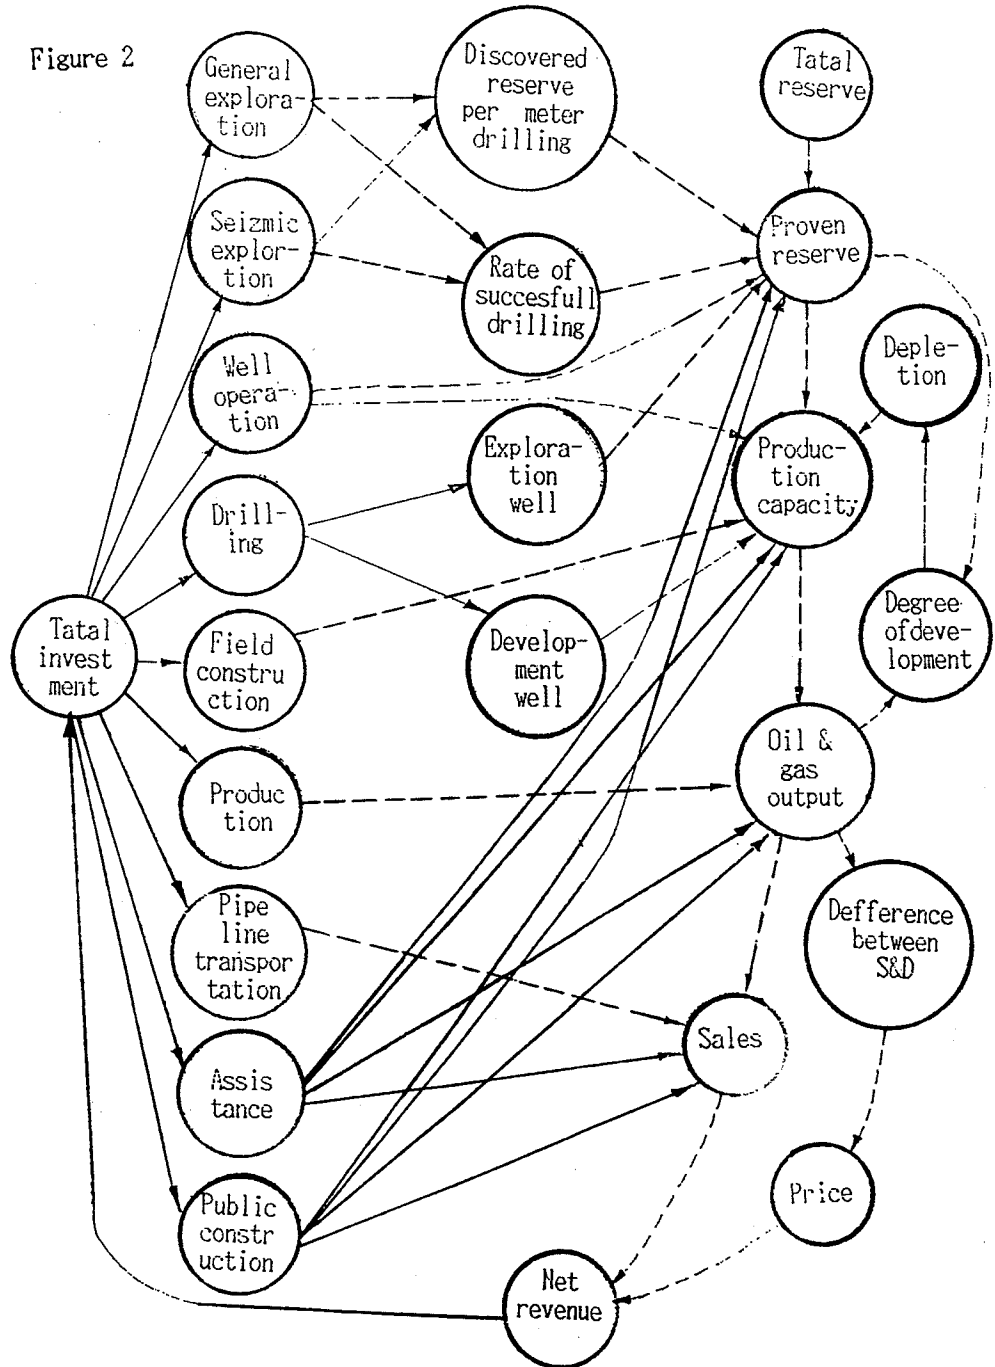 Figure 2
General
explora-
tion
Discovered
reserve
per meter
drilling
Tatal
reserve
Seizmic
explor-
tion
Rate of
succesfull
drilling
Proven
reserve
Well
opera-
tion
Deple-
tion
Explora-
tion
well
Produc-
tion
capacity
Drill-
ing
Tatal
invest
ment
Field
constru
ction
Develop-
ment
well
Degree
ofdeve-
lopment
Produc
tion
Oil &
gas
output
Pipe
line
transpor
tation
Defference
between
S&D
Sales
Assis
tance
Public
constr
uction
Price
Net
revenue